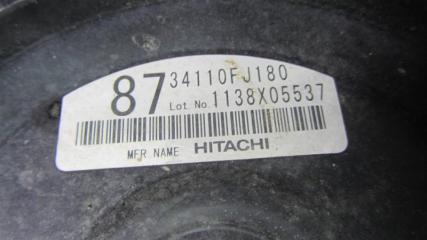 87 34110FJ180
Lot No. 1138X05537
MFR NAME HITACHI